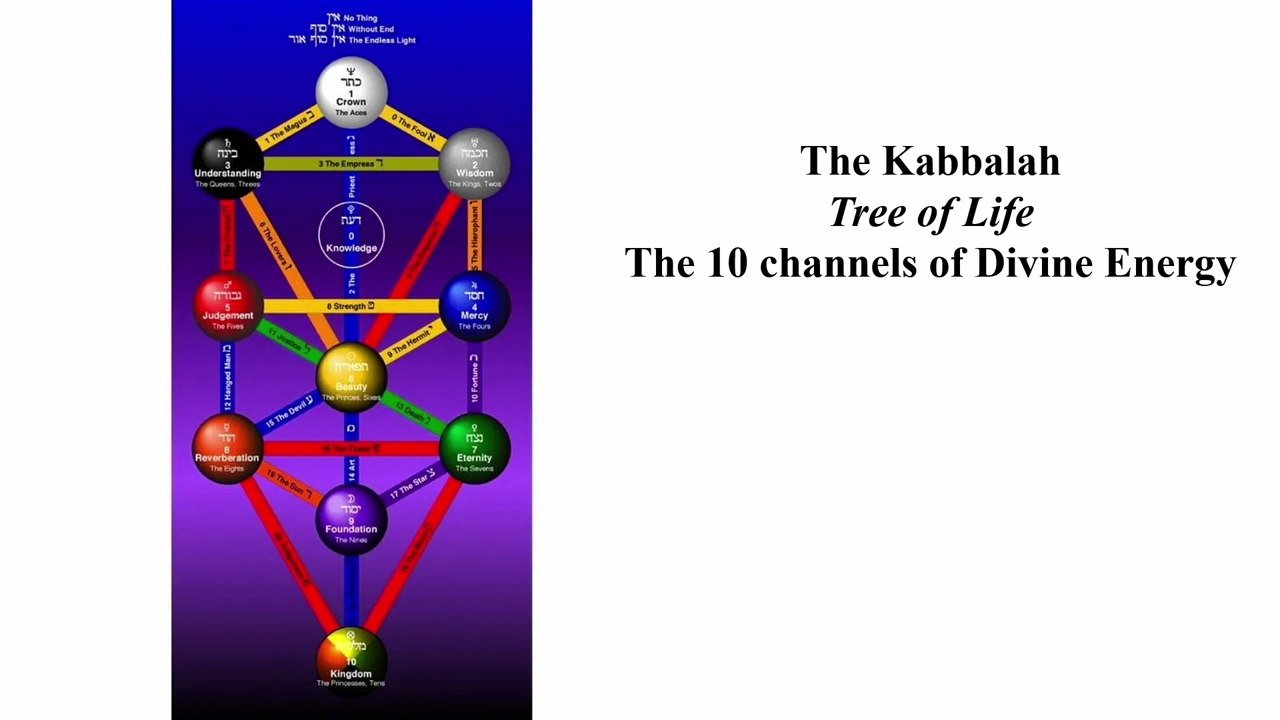 אין No Thing
אין סוף Without End
אין סוף אור The Endless Light
כתר
1
Crown
The Aces
1 The Magus ב
0 The Fool א
בינה
3
Understanding
The Queens, Threes
3 The Empress ד
חכמה
2
Wisdom
The Kings, Twos
דעת
0
Knowledge
6 The Lovers ז
5 The Hierophant ו
2 The Priest ess ג
גבורה
5
Judgement
The Fives
8 Strength ט
חסד
4
Mercy
The Fours
11 Justice ל
9 The Hermit י
תפארת
6
Beauty
The Princes, Sixes
12 Hanged Man מ
10 Fortune כ
15 The Devil ע
13 Death נ
הוד
8
Reverberation
The Eights
14 Art
נצח
7
Eternity
The Sevens
19 The Sun ר
17 The Star צ
יסוד
9
Foundation
The Nines
10
Kingdom
The Princesses, Tens
The Kabbalah
Tree of Life
The 10 channels of Divine Energy